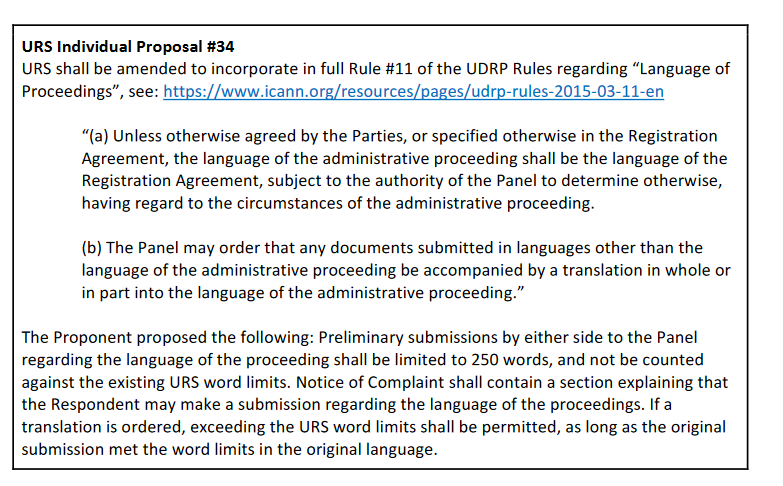 URS Individual Proposal #34
URS shall be amended to incorporate in full Rule #11 of the UDRP Rules regarding “Language of
Proceedings”, see: https://www.icann.org/resources/pages/udrp-rules-2015-03-11-en
“(a) Unless otherwise agreed by the Parties, or specified otherwise in the Registration
Agreement, the language of the administrative proceeding shall be the language of the
Registration Agreement, subject to the authority of the Panel to determine otherwise,
having regard to the circumstances of the administrative proceeding.
(b) The Panel may order that any documents submitted in languages other than the
language of the administrative proceeding be accompanied by a translation in whole or
in part into the language of the administrative proceeding.”
The Proponent proposed the following: Preliminary submissions by either side to the Panel
regarding the language of the proceeding shall be limited to 250 words, and not be counted
against the existing URS word limits. Notice of Complaint shall contain a section explaining that
the Respondent may make a submission regarding the language of the proceedings. If a
translation is ordered, exceeding the URS word limits shall be permitted, as long as the original
submission met the word limits in the original language.